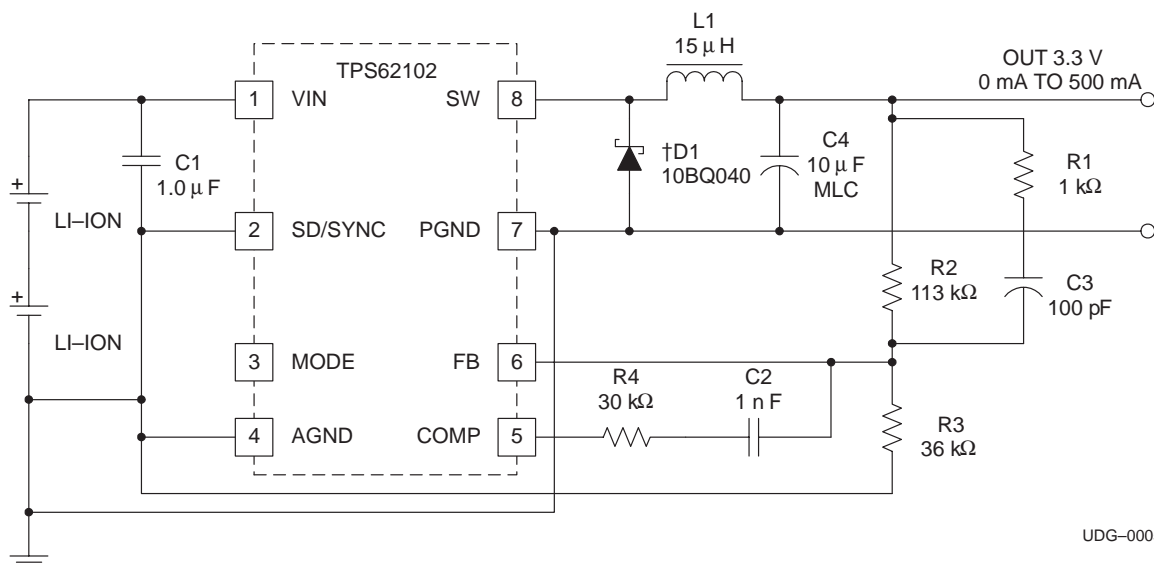 L1
15 μ H
OUT 3.3 V
0 mA TO 500 mA
TPS62102
1 VIN
SW 8
C1
1.0 μ F
†D1
10BQ040
C4
10 μ F
MLC
R1
1 kΩ
+
LI–ION
2 SD/SYNC
PGND 7
R2
113 kΩ
C3
100 pF
+
LI–ION
3 MODE
FB 6
R4
30 kΩ
C2
1 n F
4 AGND
COMP 5
R3
36 kΩ
UDG–000